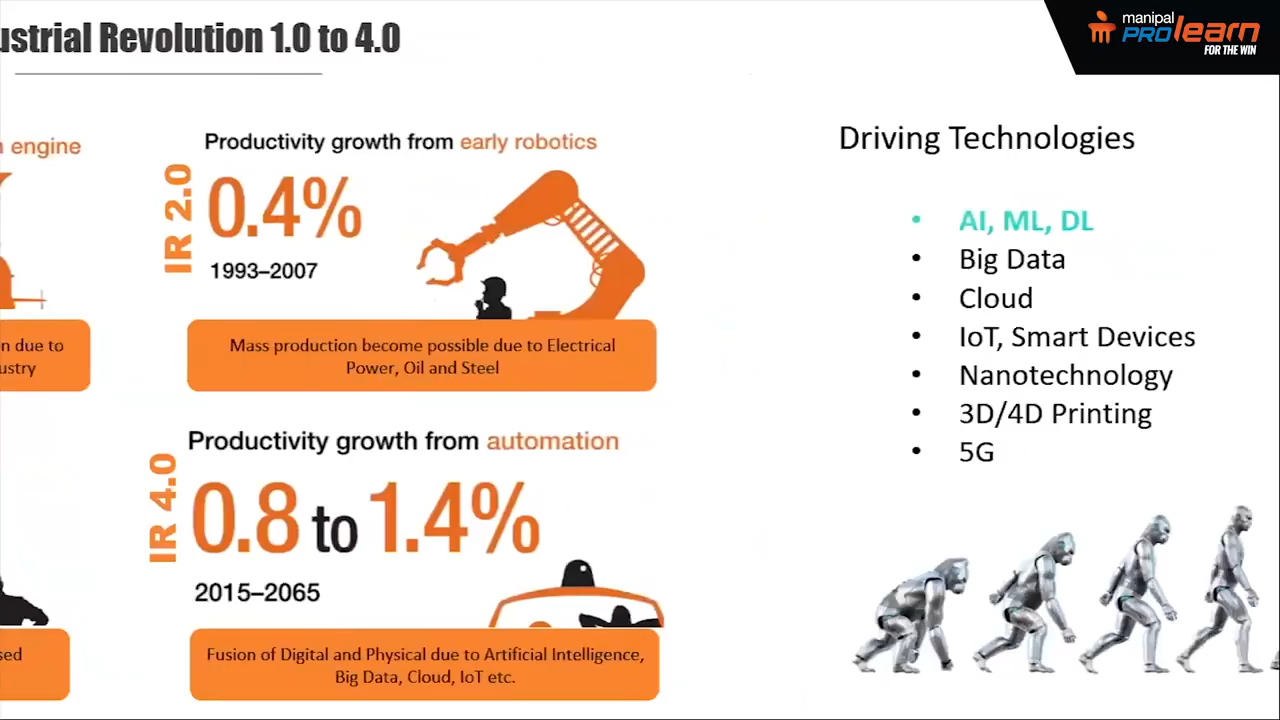 ustrial Revolution 1.0 to 4.0
manipal
PROlearn
FOR THE WIN
engine
Productivity growth from early robotics
IR 2.0
0.4%
1993–2007
n due to
ustry
Mass production become possible due to Electrical
Power, Oil and Steel
Productivity growth from automation
IR 4.0
0.8 to 1.4%
2015–2065
sed
Fusion of Digital and Physical due to Artificial Intelligence,
Big Data, Cloud, IoT etc.
Driving Technologies
• AI, ML, DL
• Big Data
• Cloud
• IoT, Smart Devices
• Nanotechnology
• 3D/4D Printing
• 5G